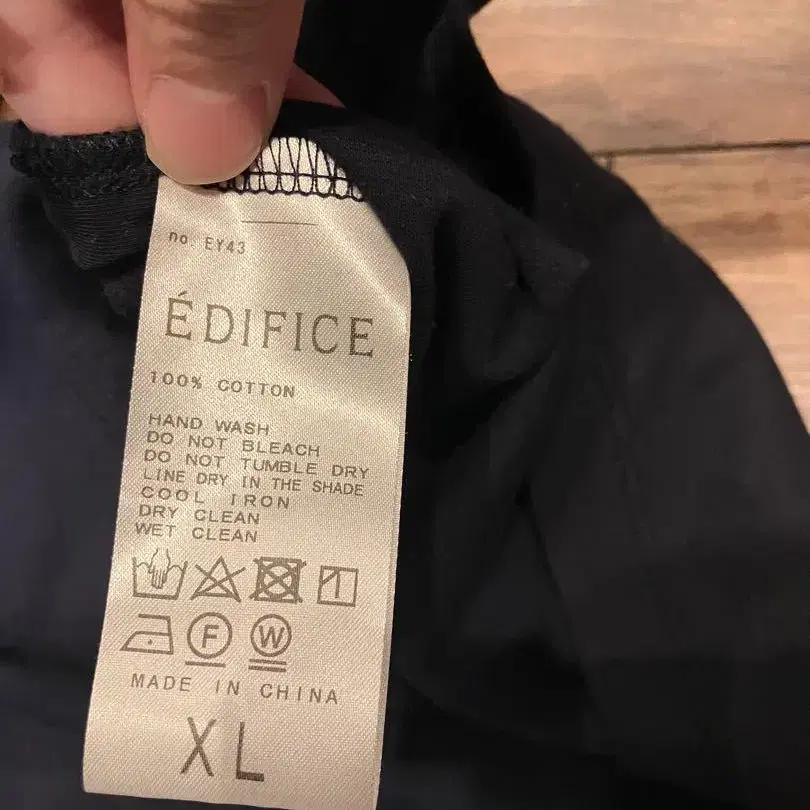 no. EY43
ÉDIFICE
100% COTTON
HAND WASH
DO NOT BLEACH
DO NOT TUMBLE DRY
LINE DRY IN THE SHADE
COOL IRON
DRY CLEAN
WET CLEAN
F W
MADE IN CHINA
XL